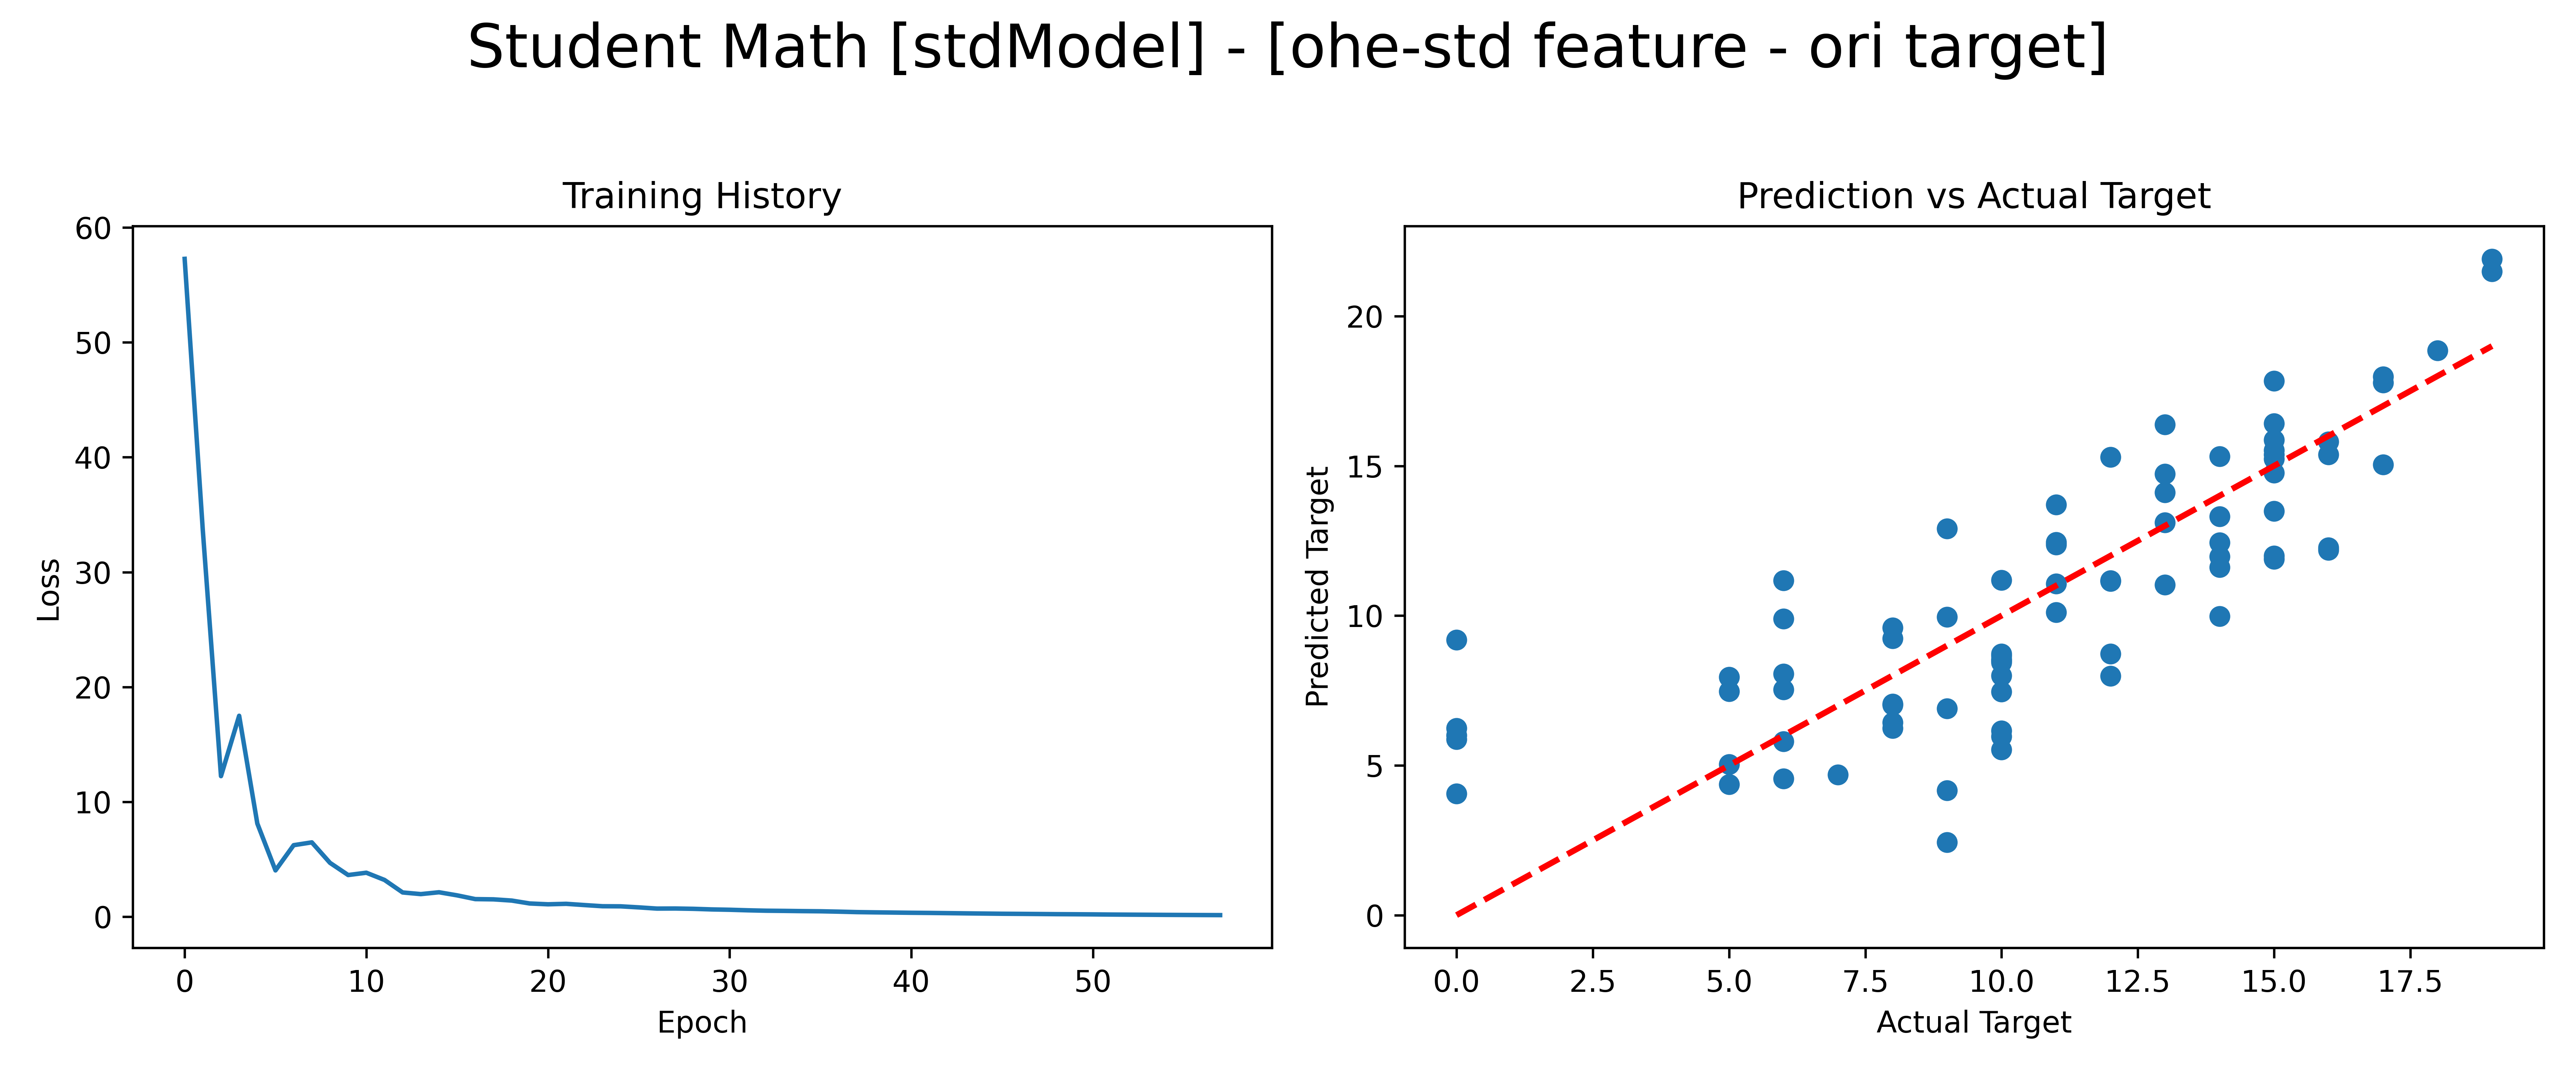 Student Math [stdModel] - [ohe-std feature - ori target]
Training History
60
50
40
30
20
10
0
Loss
0 10 20 30 40 50
Epoch
Prediction vs Actual Target
20
15
10
5
0
Predicted Target
0.0 2.5 5.0 7.5 10.0 12.5 15.0 17.5
Actual Target